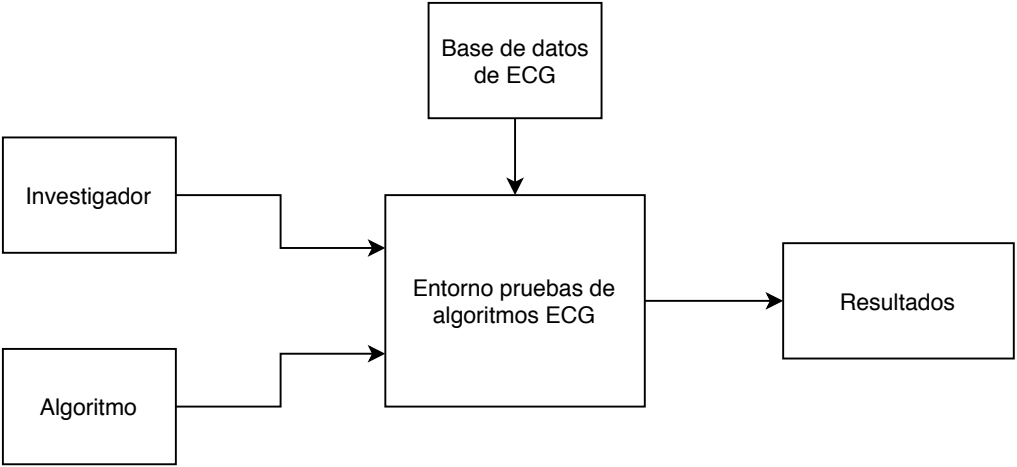 Base de datos
de ECG
Investigador
Entorno pruebas de
algoritmos ECG
Resultados
Algoritmo